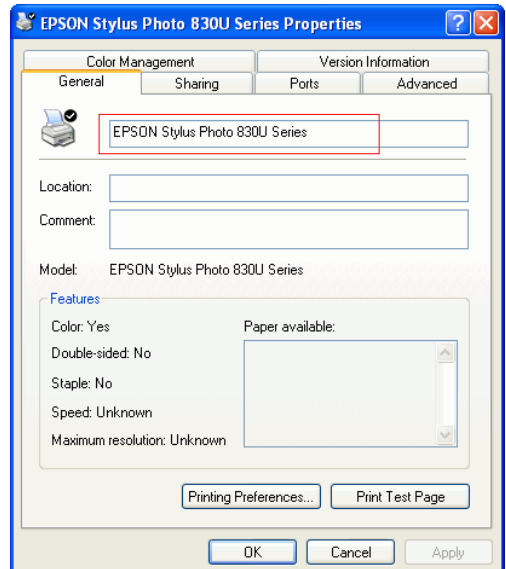 EPSON Stylus Photo 830U Series Properties
Color Management Version Information
General Sharing Ports Advanced
EPSON Stylus Photo 830U Series
Location:
Comment:
Model: EPSON Stylus Photo 830U Series
Features
Color: Yes Paper available:
Double-sided: No
Staple: No
Speed: Unknown
Maximum resolution: Unknown
Printing Preferences... Print Test Page
OK Cancel Apply